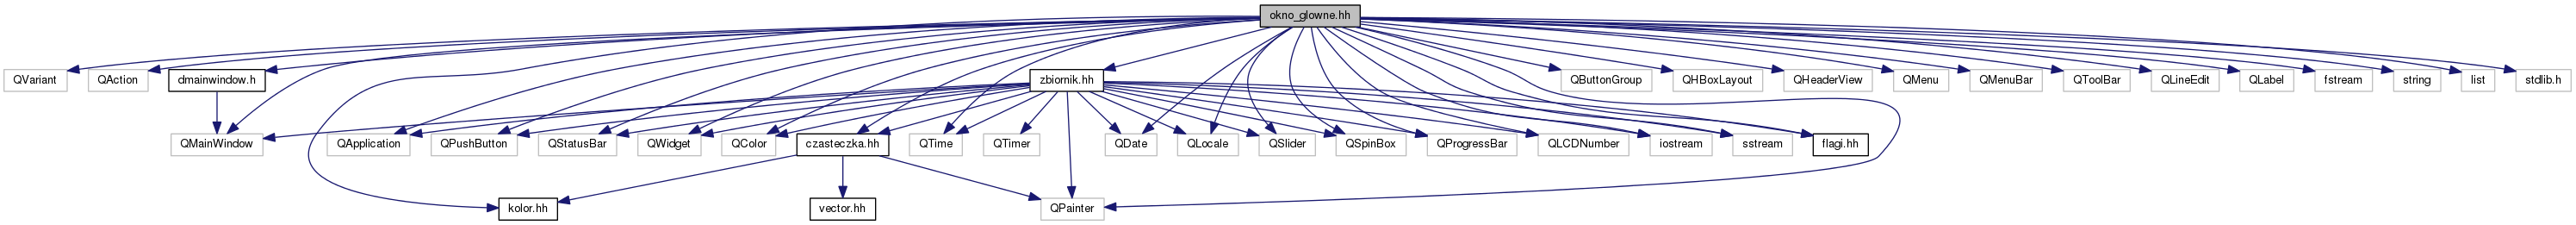 okno_glowne.hh
QVariant
QAction
dmainwindow.h
zbiornik.hh
QButtonGroup
QHBoxLayout
QHeaderView
QMenu
QMenuBar
QToolBar
QLineEdit
QLabel
fstream
string
list
stdlib.h
QMainWindow
QApplication
QPushButton
QStatusBar
QWidget
QColor
czasteczka.hh
QTime
QTimer
QDate
QLocale
QSlider
QSpinBox
QProgressBar
QLCDNumber
iostream
sstream
flagi.hh
kolor.hh
vector.hh
QPainter